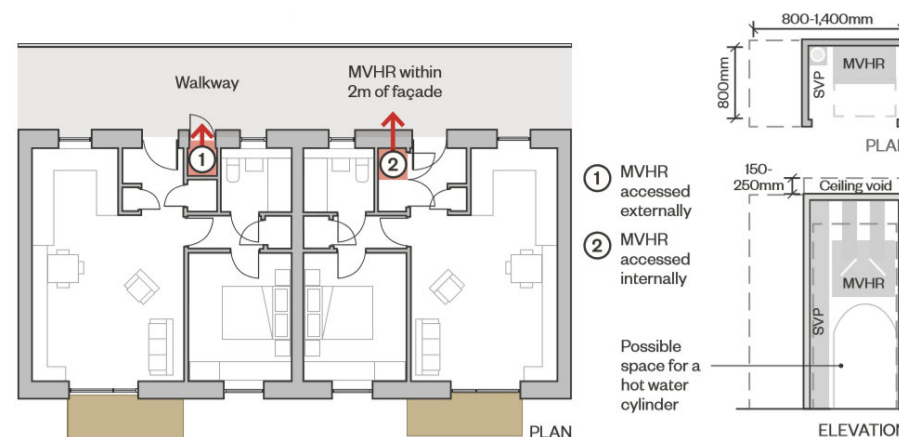 Walkway
MVHR within
2m of façade
1
2
PLAN
1
MVHR
accessed
externally
2
MVHR
accessed
internally
Possible
space for a
hot water
cylinder
800-1,400mm
800mm
SVP
MVHR
PLAN
150-
250mm
Ceiling void
MVHR
SVP
ELEVATION